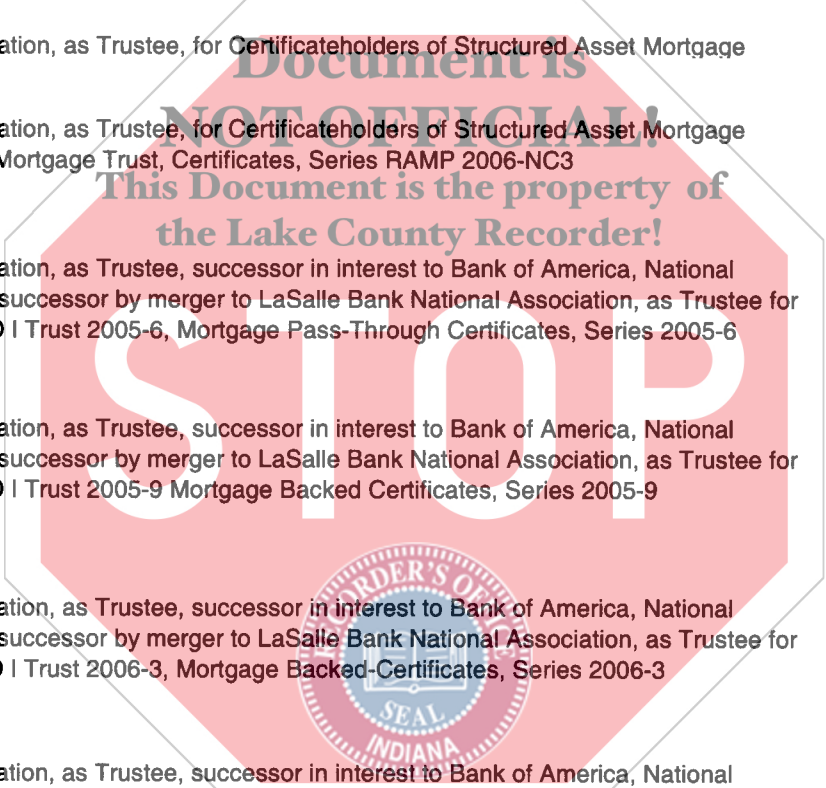 ation, as Trustee, for Certificateholders of Structured Asset Mortgage
Document is
NOT OFFICIAL!
ation, as Trustee, for Certificateholders of Structured Asset Mortgage
Mortgage Trust, Certificates, Series RAMP 2006-NC3
This Document is the property of
the Lake County Recorder!
ation, as Trustee, successor in interest to Bank of America, National
successor by merger to LaSalle Bank National Association, as Trustee for
I Trust 2005-6, Mortgage Pass-Through Certificates, Series 2005-6
STOP
ation, as Trustee, successor in interest to Bank of America, National
successor by merger to LaSalle Bank National Association, as Trustee for
I Trust 2005-9 Mortgage Backed Certificates, Series 2005-9
RECORDER'S OFFICE
ation, as Trustee, successor in interest to Bank of America, National
successor by merger to LaSalle Bank National Association, as Trustee for
I Trust 2006-3, Mortgage Backed-Certificates, Series 2006-3
SEAL
INDIANA
ation, as Trustee, successor in interest to Bank of America, National